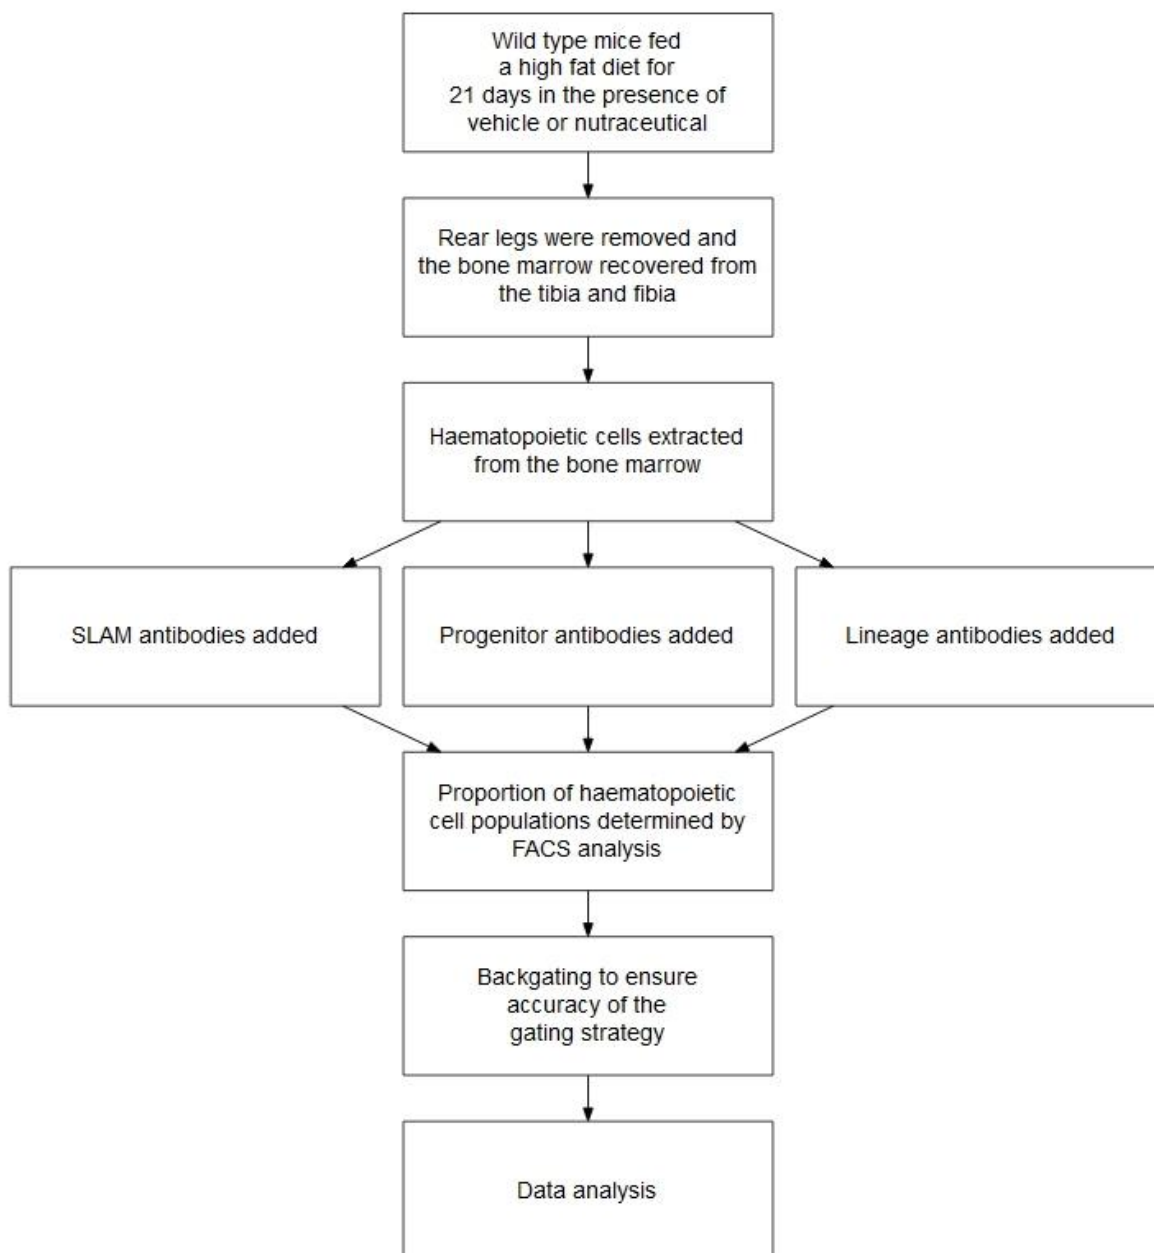 Wild type mice fed
a high fat diet for
21 days in the presence of
vehicle or nutraceutical
Rear legs were removed and
the bone marrow recovered from
the tibia and fibia
Haematopoietic cells extracted
from the bone marrow
SLAM antibodies added
Progenitor antibodies added
Lineage antibodies added
Proportion of haematopoietic
cell populations determined by
FACS analysis
Backgating to ensure
accuracy of the
gating strategy
Data analysis